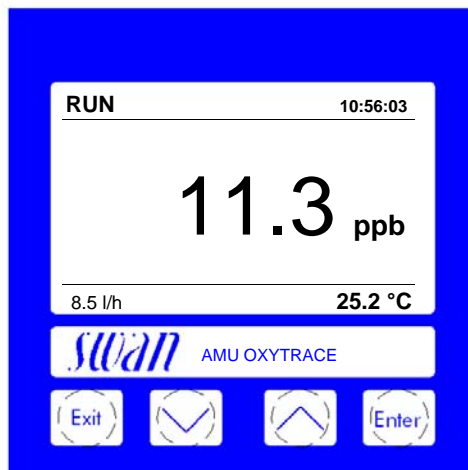 RUN 10:56:03
11.3 ppb
8.5 l/h 25.2 °C
swan AMU OXYTRACE
Exit Enter